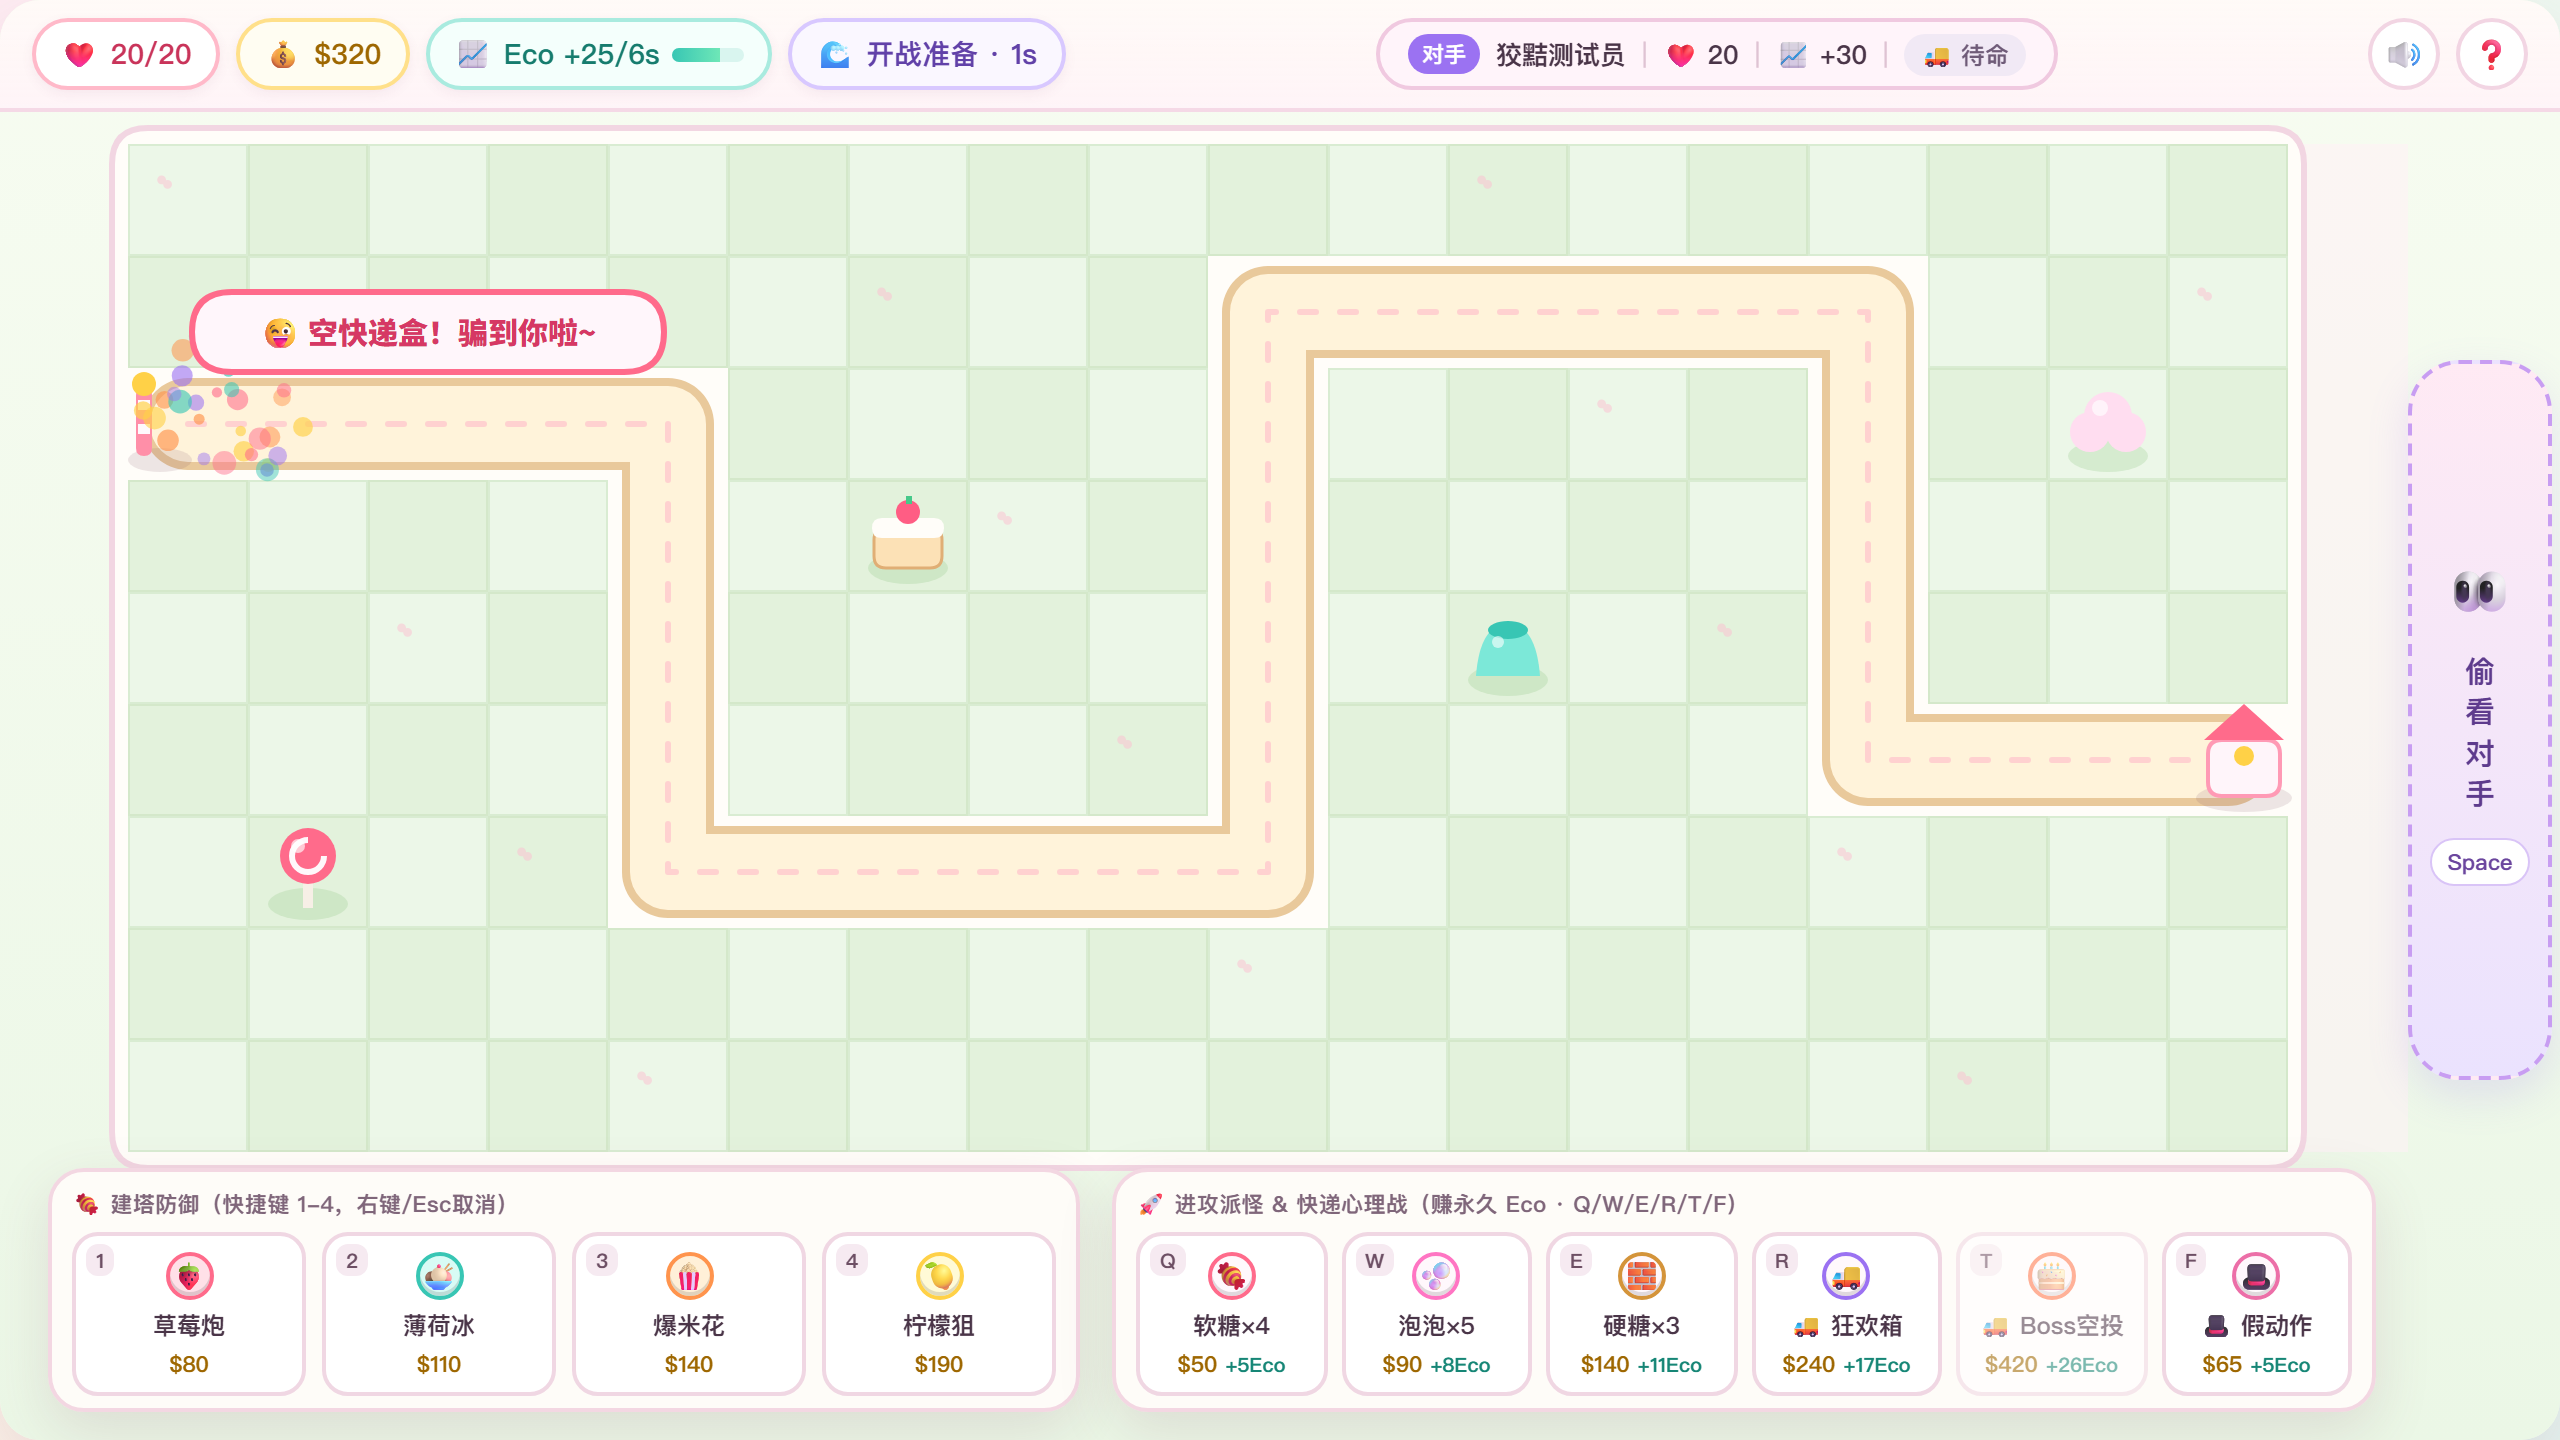 20/20
$320
Eco +25/6s
开战准备 · 1s
对手 狡黠测试员 20 +30 待命
空快递盒！骗到你啦~
偷看对手
Space
建塔防御（快捷键 1–4，右键/Esc取消）
1
草莓炮
$80
2
薄荷冰
$110
3
爆米花
$140
4
柠檬狙
$190
进攻派怪 & 快递心理战（赚永久 Eco · Q/W/E/R/T/F）
Q
软糖×4
$50 +5Eco
W
泡泡×5
$90 +8Eco
E
硬糖×3
$140 +11Eco
R
狂欢箱
$240 +17Eco
T
Boss空投
$420 +26Eco
F
假动作
$65 +5Eco